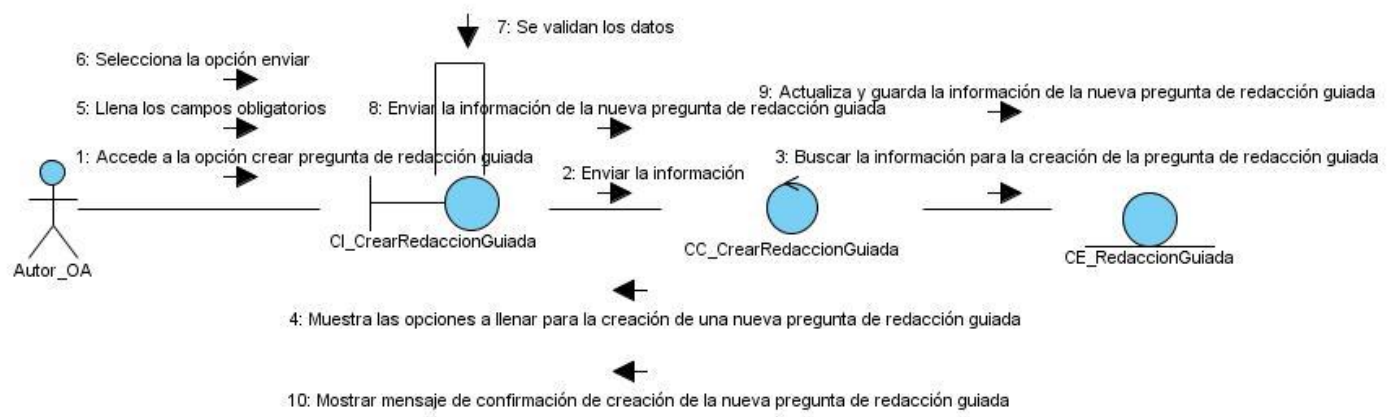 7: Se validan los datos
6: Selecciona la opción enviar
9: Actualiza y guarda la información de la nueva pregunta de redacción guiada
5: Llena los campos obligatorios
8: Enviar la información de la nueva pregunta de redacción guiada
1: Accede a la opción crear pregunta de redacción guiada
3: Buscar la información para la creación de la pregunta de redacción guiada
2: Enviar la información
CI_CrearRedaccionGuiada
CC_CrearRedaccionGuiada
CE_RedaccionGuiada
Autor_OA
4: Muestra las opciones a llenar para la creación de una nueva pregunta de redacción guiada
10: Mostrar mensaje de confirmación de creación de la nueva pregunta de redacción guiada